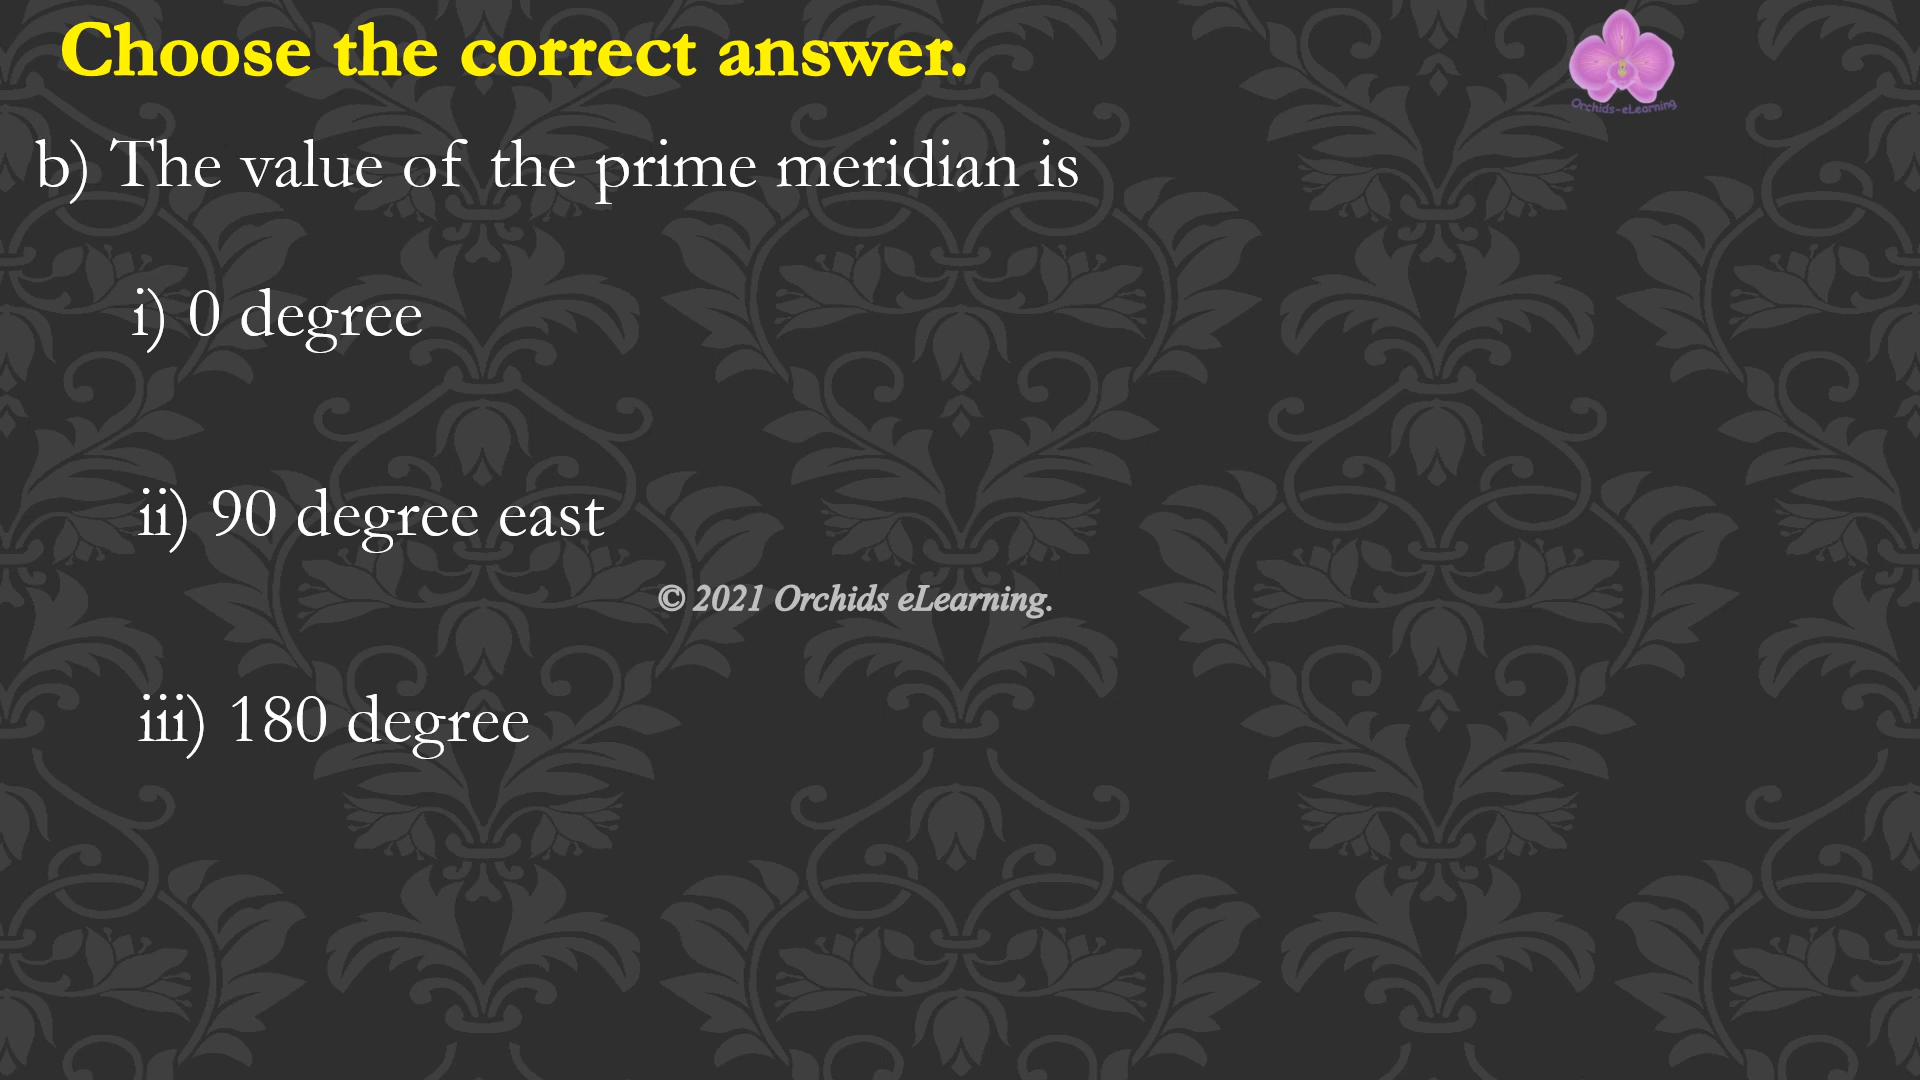 Choose the correct answer.
Orchids-eLearning
b) The value of the prime meridian is
i) 0 degree
ii) 90 degree east
© 2021 Orchids eLearning.
iii) 180 degree